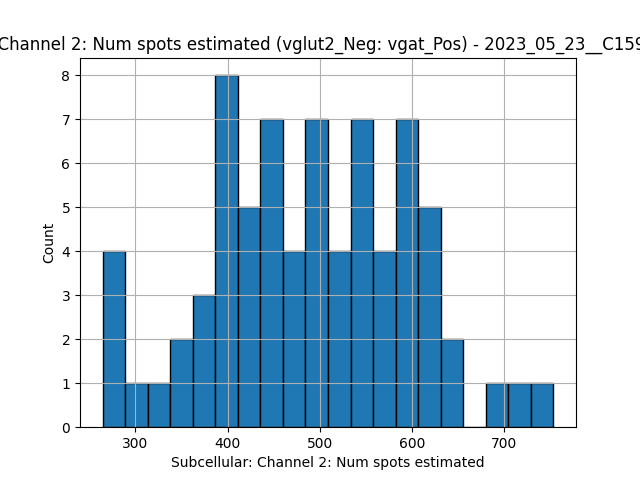 Channel 2: Num spots estimated (vglut2_Neg: vgat_Pos) - 2023_05_23__C159
8
7
6
5
4
3
2
1
0
Count
300 400 500 600 700
Subcellular: Channel 2: Num spots estimated